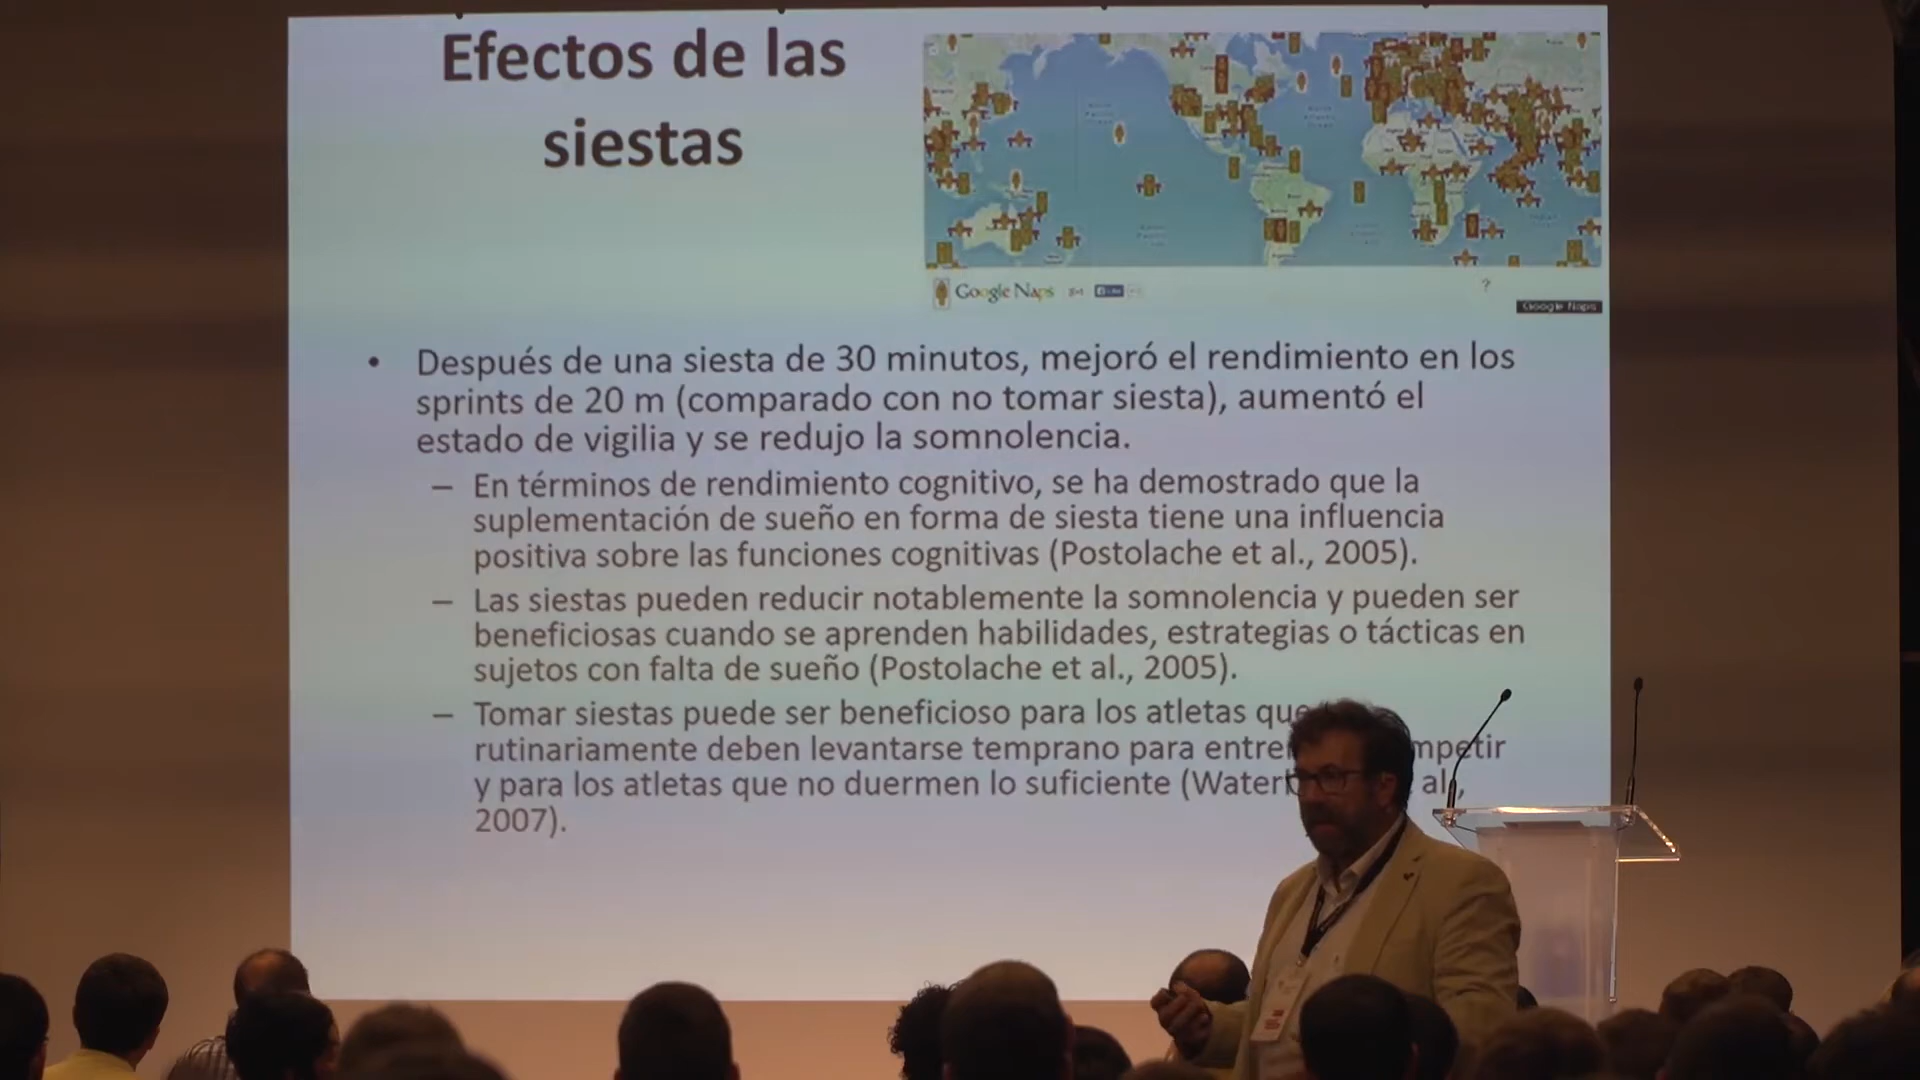 Efectos de las
siestas
Google Naps
Google Naps
• Después de una siesta de 30 minutos, mejoró el rendimiento en los
sprints de 20 m (comparado con no tomar siesta), aumentó el
estado de vigilia y se redujo la somnolencia.
– En términos de rendimiento cognitivo, se ha demostrado que la
suplementación de sueño en forma de siesta tiene una influencia
positiva sobre las funciones cognitivas (Postolache et al., 2005).
– Las siestas pueden reducir notablemente la somnolencia y pueden ser
beneficiosas cuando se aprenden habilidades, estrategias o tácticas en
sujetos con falta de sueño (Postolache et al., 2005).
– Tomar siestas puede ser beneficioso para los atletas que
rutinariamente deben levantarse temprano para
y para los atletas que no duermen lo suficiente al.,
2007).